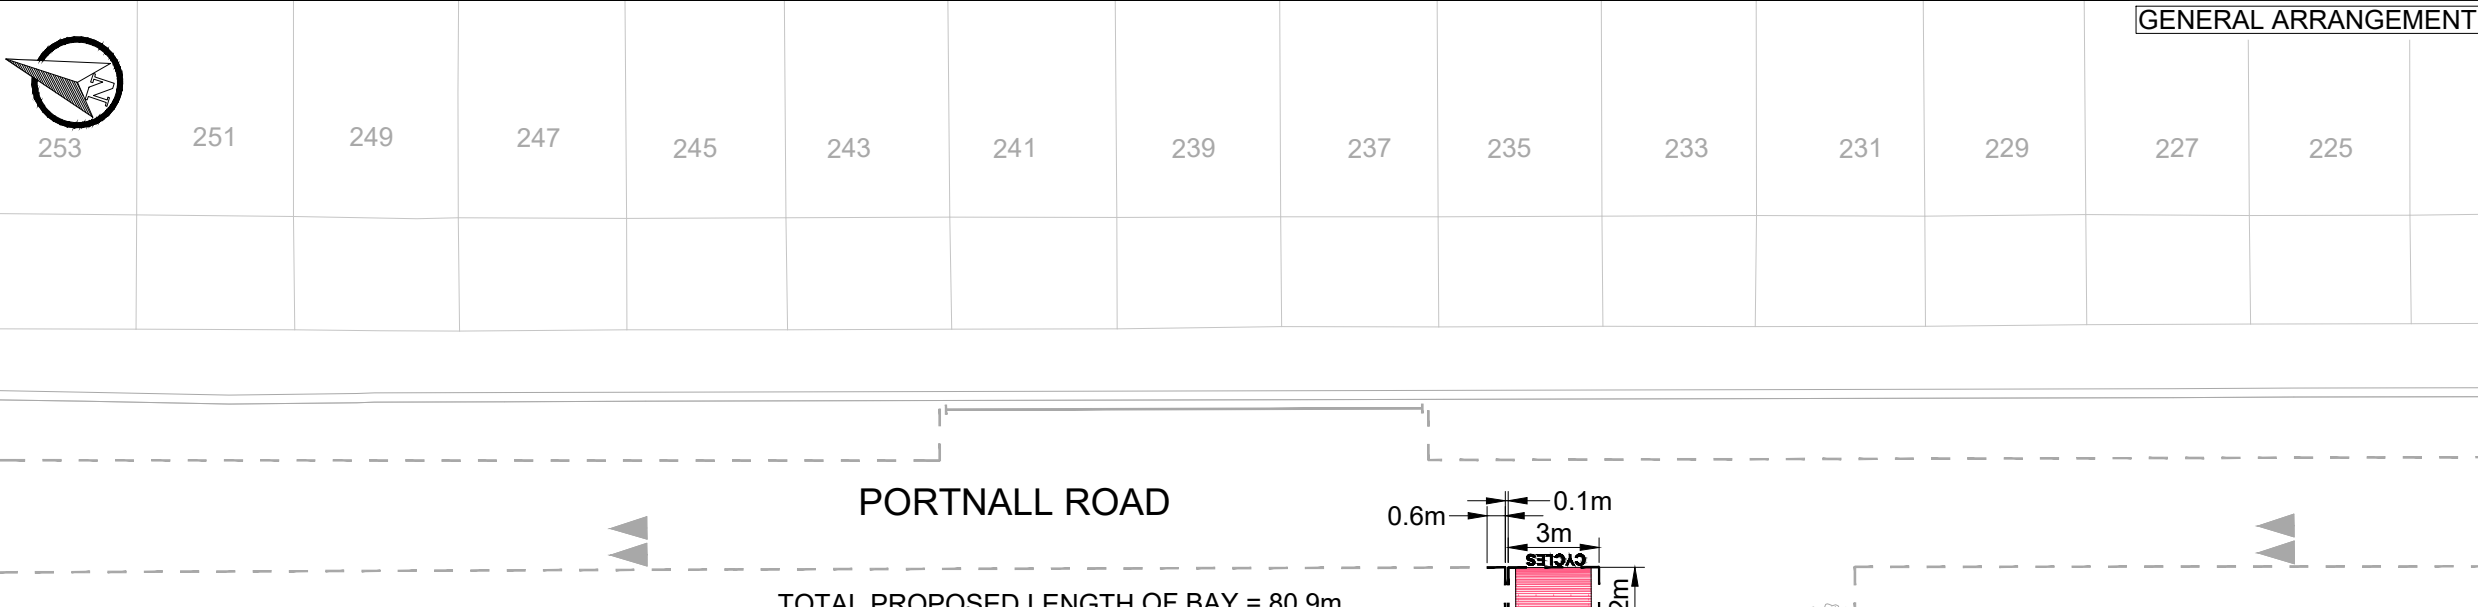 GENERAL ARRANGEMENT
N
253 251 249 247 245 243 241 239 237 235 233 231 229 227 225
PORTNALL ROAD
0.1m
0.6m
3m
CYCLES
2m
TOTAL PROPOSED LENGTH OF BAY = 80.9m